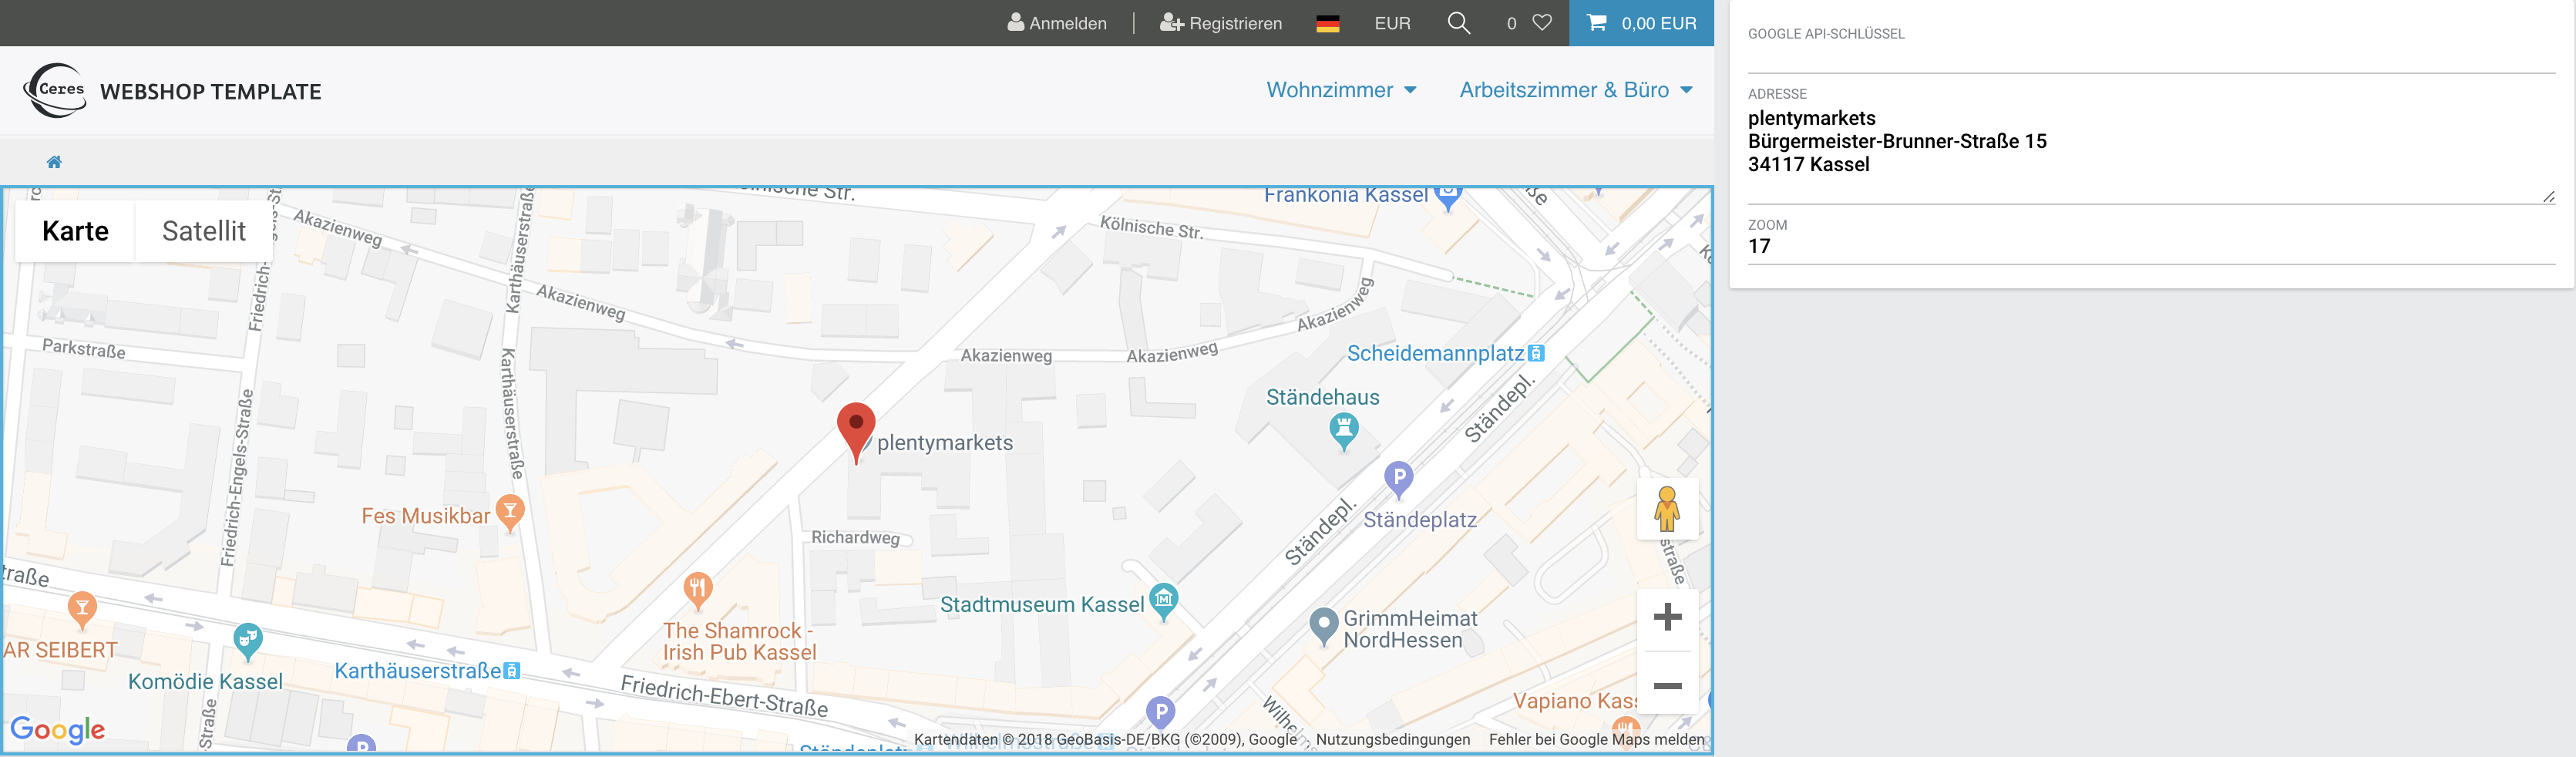 Anmelden
Registrieren
EUR
0
0,00 EUR
Ceres
WEBSHOP TEMPLATE
Wohnzimmer
Arbeitszimmer & Büro
Karte
Satellit
Akazienweg
Karthäuserstraße
Kölnische Str.
Frankonia Kassel
Akazienweg
Friedrich-
Parkstraße
Karthäuserstraße
Akazienweg
Akazienweg
Akazienweg
Scheidemannplatz
Ständehaus
Ständepl.
plentymarkets
Friedrich-Engels-Straße
Fes Musikbar
P
Ständeplatz
Richardweg
Ständepl.
Stadtmuseum Kassel
GrimmHeimat
NordHessen
The Shamrock -
Irish Pub Kassel
AR SEIBERT
Komödie Kassel
Karthäuserstraße
Friedrich-Ebert-Straße
P
Vapiano Kass
P
Google
Kartendaten © 2018 GeoBasis-DE/BKG (©2009), Google
Nutzungsbedingungen
Fehler bei Google Maps melden
GOOGLE API-SCHLÜSSEL
ADRESSE
plentymarkets
Bürgermeister-Brunner-Straße 15
34117 Kassel
ZOOM
17